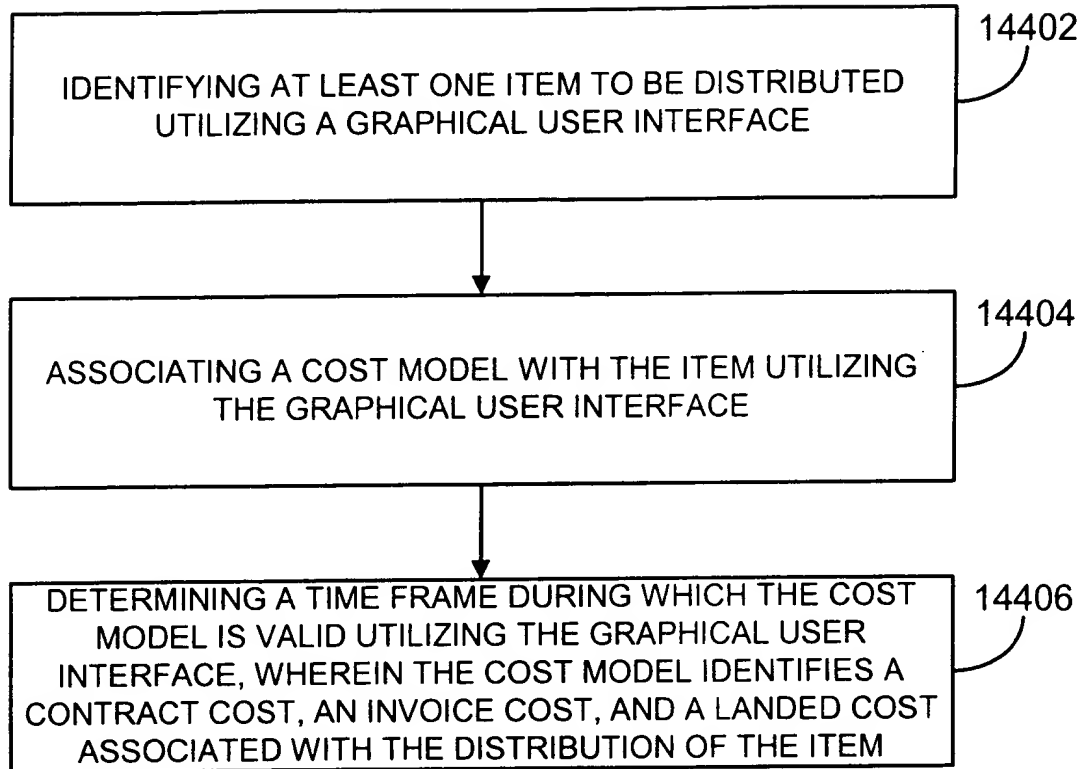 14402
IDENTIFYING AT LEAST ONE ITEM TO BE DISTRIBUTED
UTILIZING A GRAPHICAL USER INTERFACE
14404
ASSOCIATING A COST MODEL WITH THE ITEM UTILIZING
THE GRAPHICAL USER INTERFACE
14406
DETERMINING A TIME FRAME DURING WHICH THE COST
MODEL IS VALID UTILIZING THE GRAPHICAL USER
INTERFACE, WHEREIN THE COST MODEL IDENTIFIES A
CONTRACT COST, AN INVOICE COST, AND A LANDED COST
ASSOCIATED WITH THE DISTRIBUTION OF THE ITEM